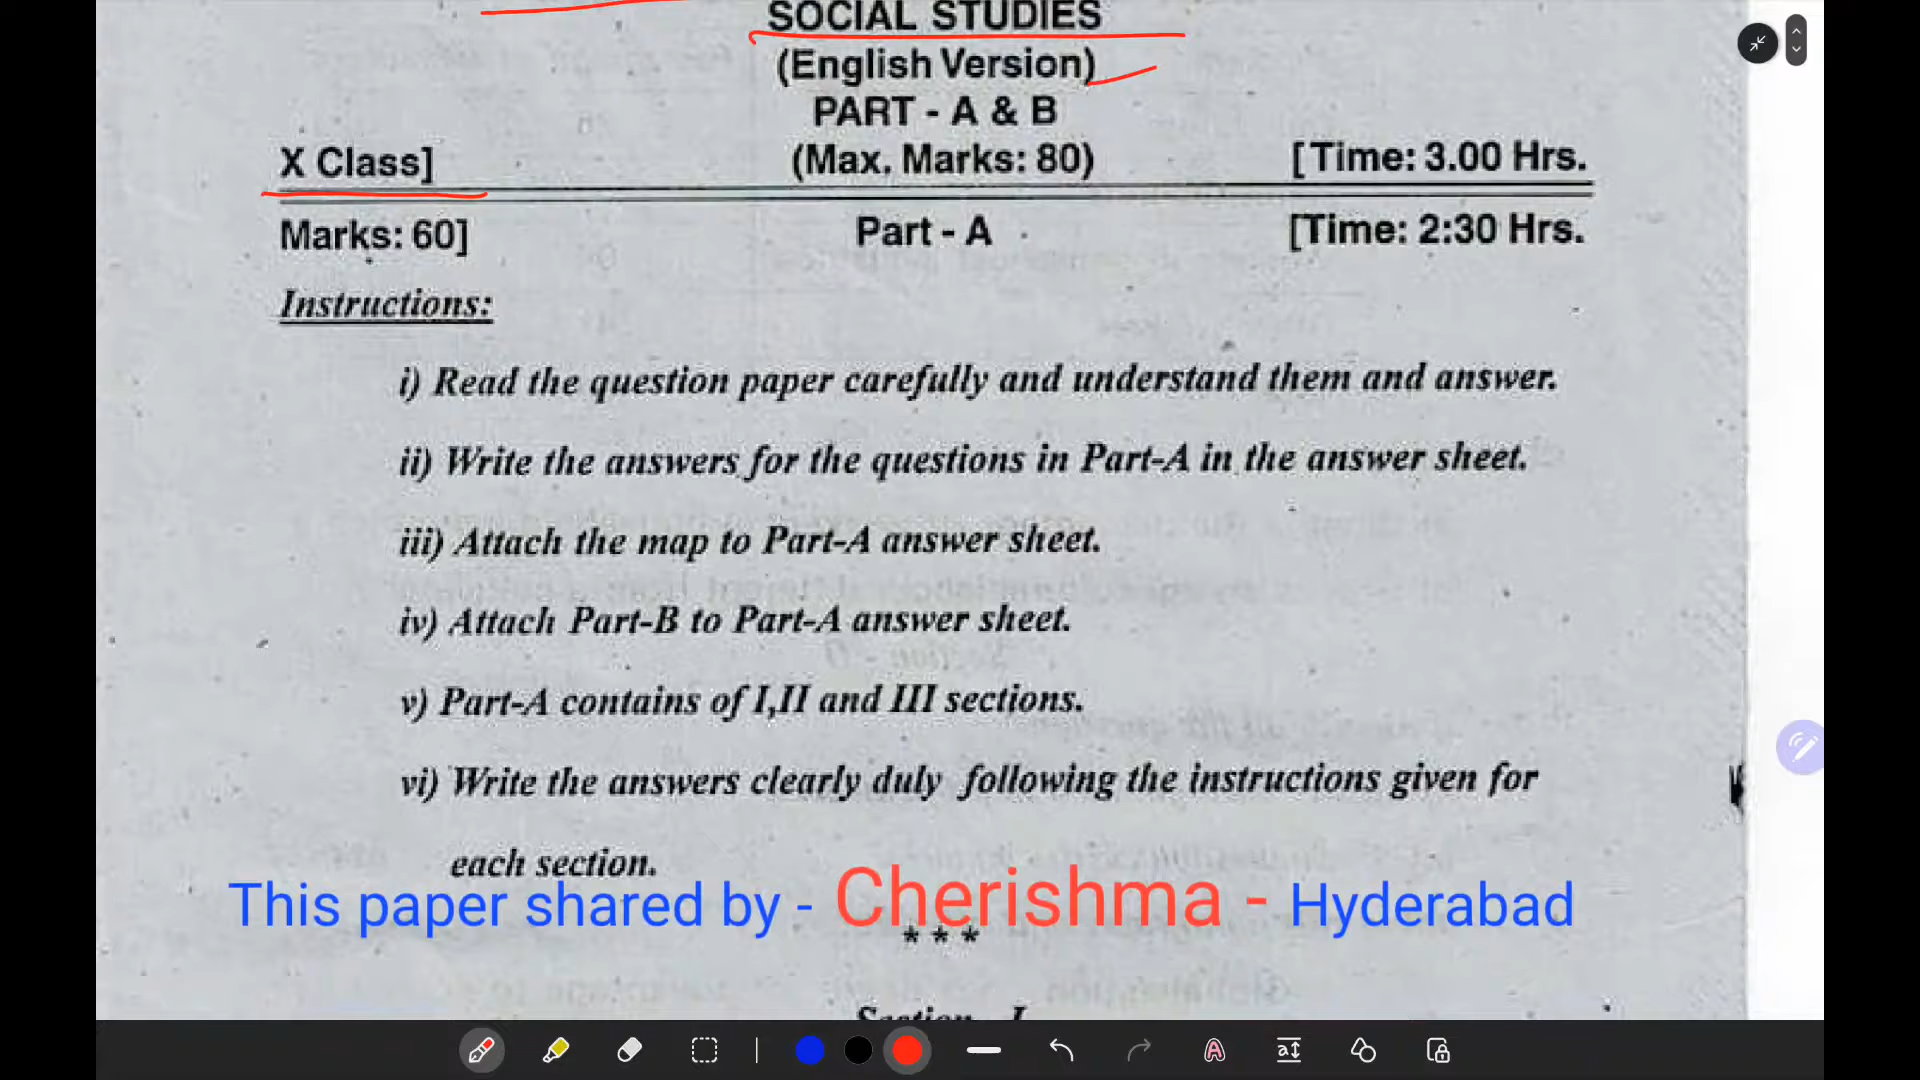 SOCIAL STUDIES
(English Version)
PART - A & B
X Class] (Max. Marks: 80) [Time: 3.00 Hrs.
Marks: 60] Part - A [Time: 2:30 Hrs.
Instructions:
i) Read the question paper carefully and understand them and answer.
ii) Write the answers for the questions in Part-A in the answer sheet.
iii) Attach the map to Part-A answer sheet.
iv) Attach Part-B to Part-A answer sheet.
v) Part-A contains of I,II and III sections.
vi) Write the answers clearly duly following the instructions given for
each section.
This paper shared by - Cherishma - Hyderabad
* * *
Section - I